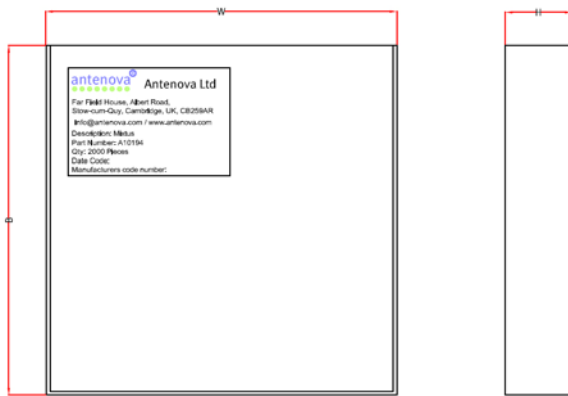 W
H
antenova®
Antenova Ltd
Far Field House, Albert Road,
Stow-cum-Quy, Cambridge, UK, CB259AR
info@antenova.com / www.antenova.com
Description: Mixtus
Part Number: A10194
Qty: 2000 Pieces
Date Code:
Manufacturers code number: